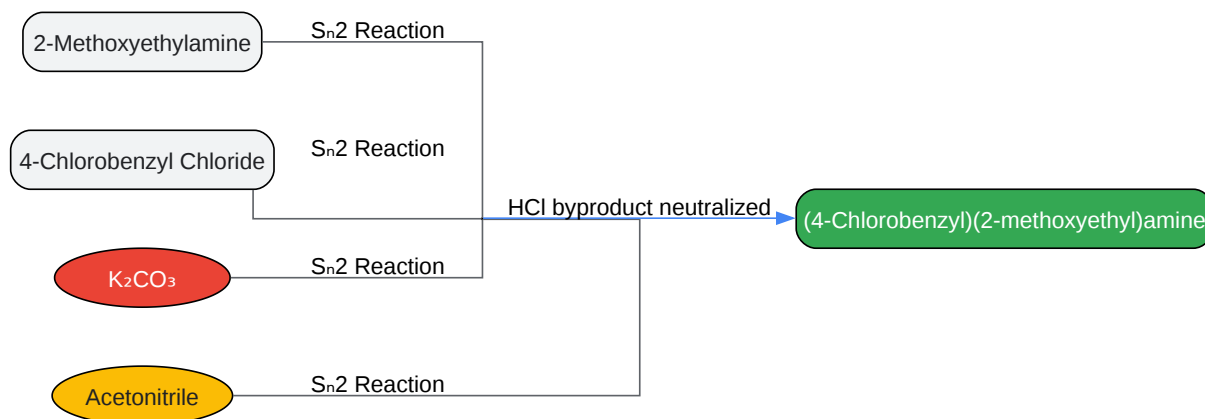 2-Methoxyethylamine
Sₙ2 Reaction
4-Chlorobenzyl Chloride
Sₙ2 Reaction
HCl byproduct neutralized
(4-Chlorobenzyl)(2-methoxyethyl)amine
K₂CO₃
Sₙ2 Reaction
Acetonitrile
Sₙ2 Reaction